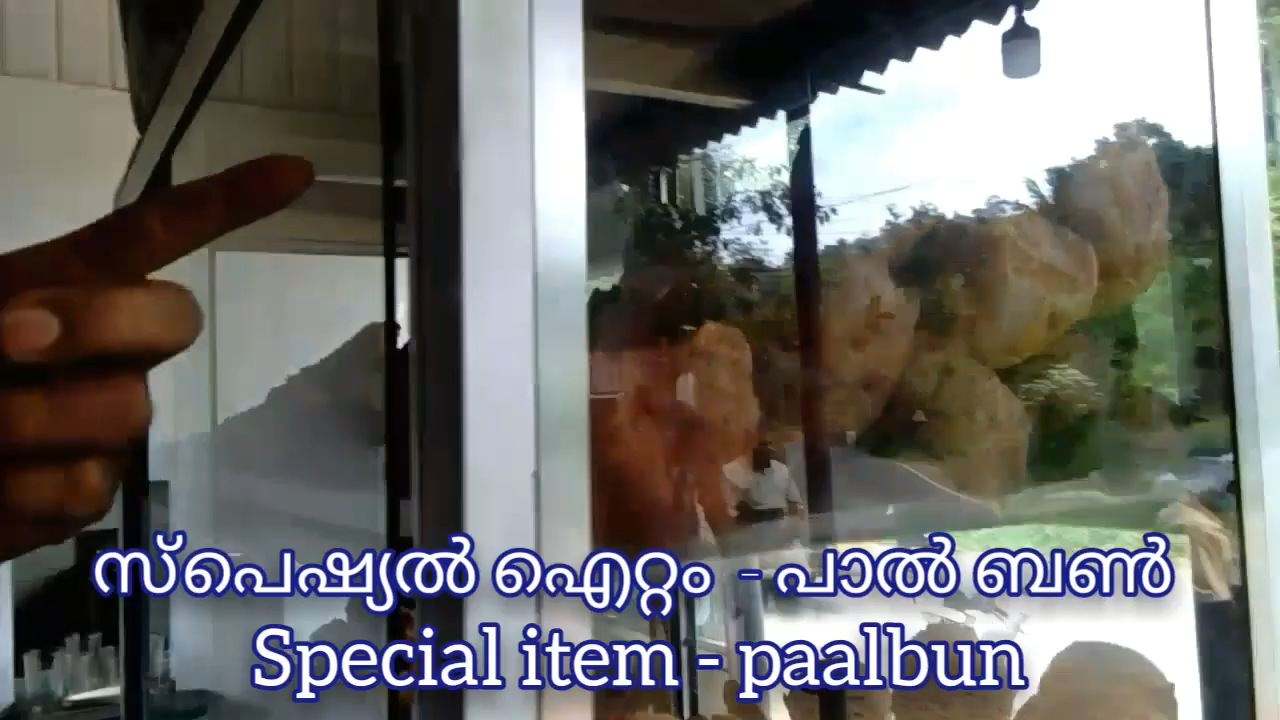 സ്പെഷ്യൽ ഐറ്റം - പാൽ ബൺ
Special item - paalbun